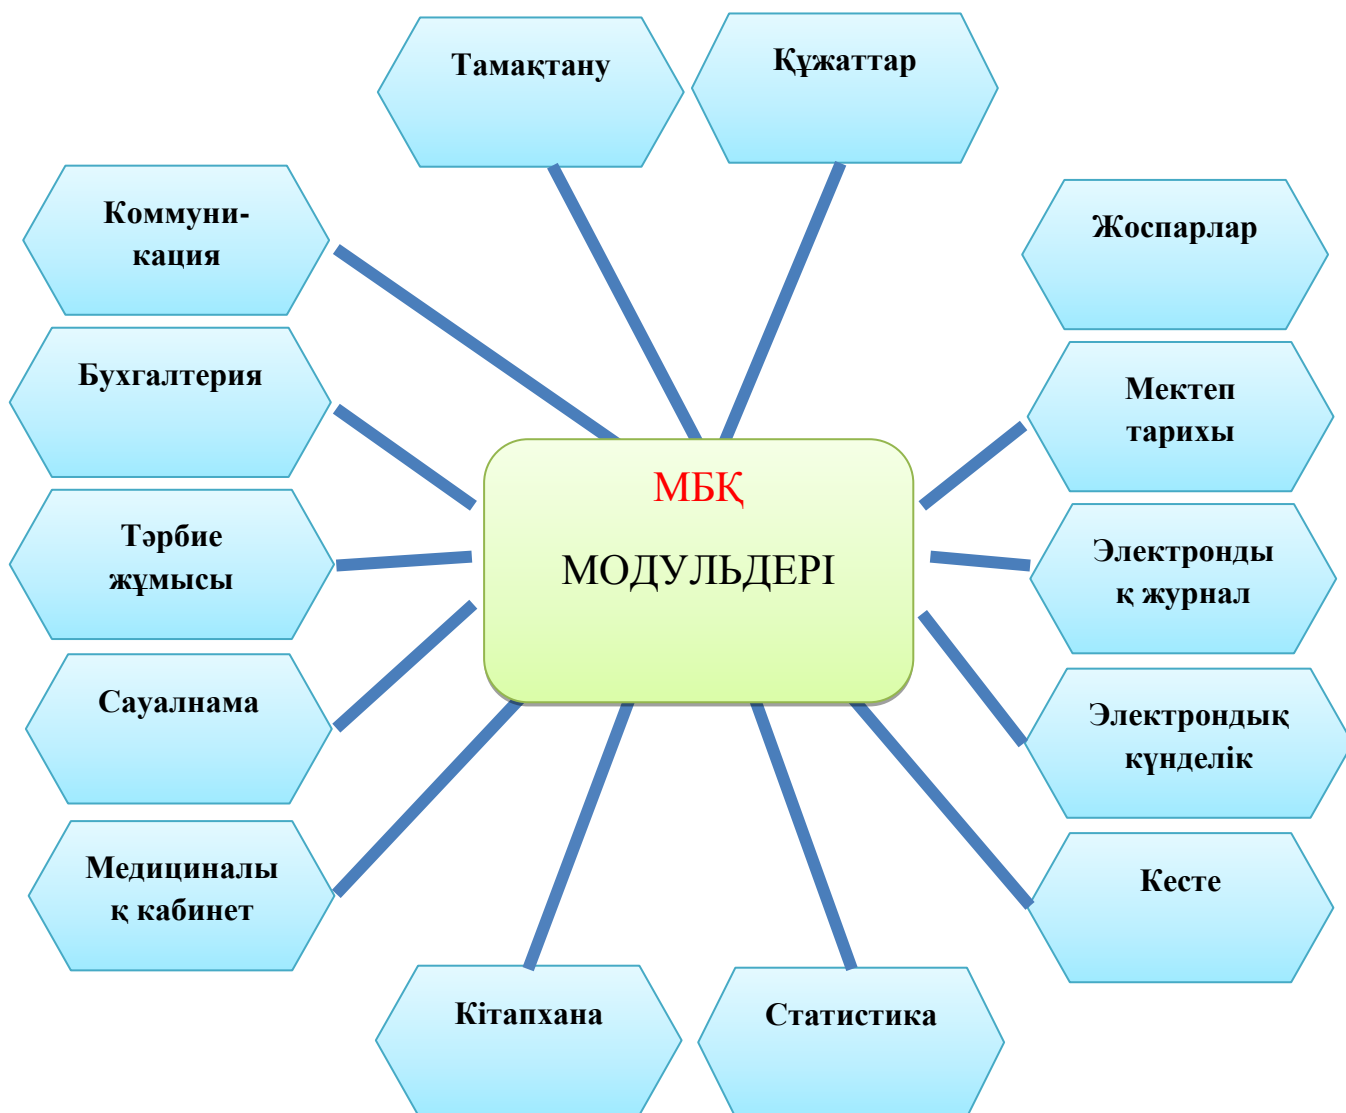 Тамақтану
Құжаттар
Коммуни-
кация
Жоспарлар
Бухгалтерия
Мектеп
тарихы
МБҚ
МОДУЛЬДЕРІ
Тәрбие
жұмысы
Электронды
қ журнал
Сауалнама
Электрондық
күнделік
Медициналы
қ кабинет
Кесте
Кітапхана
Статистика